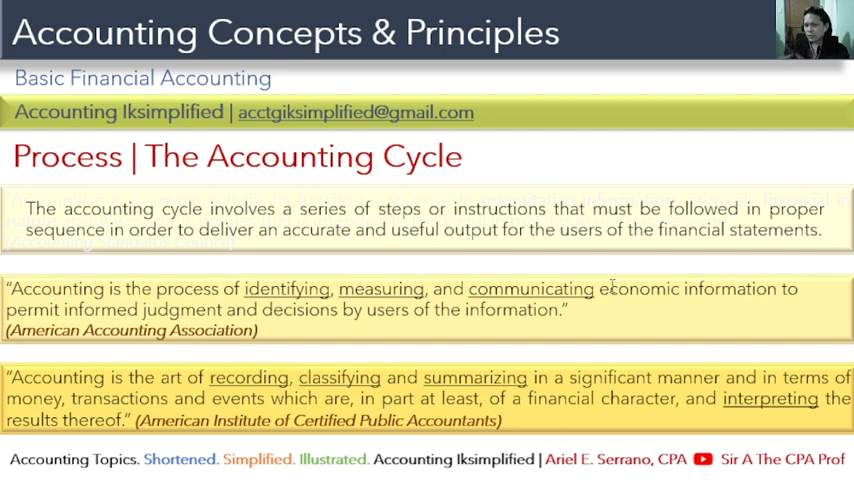 Accounting Concepts & Principles
Basic Financial Accounting
Accounting Iksimplified | acctgiksimplified@gmail.com
Process | The Accounting Cycle
The accounting cycle involves a series of steps or instructions that must be followed in proper
sequence in order to deliver an accurate and useful output for the users of the financial statements.
(Accounting Standards Council)
"Accounting is the process of identifying, measuring, and communicating economic information to
permit informed judgment and decisions by users of the information."
(American Accounting Association)
"Accounting is the art of recording, classifying and summarizing in a significant manner and in terms of
money, transactions and events which are, in part at least, of a financial character, and interpreting the
results thereof." (American Institute of Certified Public Accountants)
Accounting Topics. Shortened. Simplified. Illustrated. Accounting Iksimplified | Ariel E. Serrano, CPA Sir A The CPA Prof